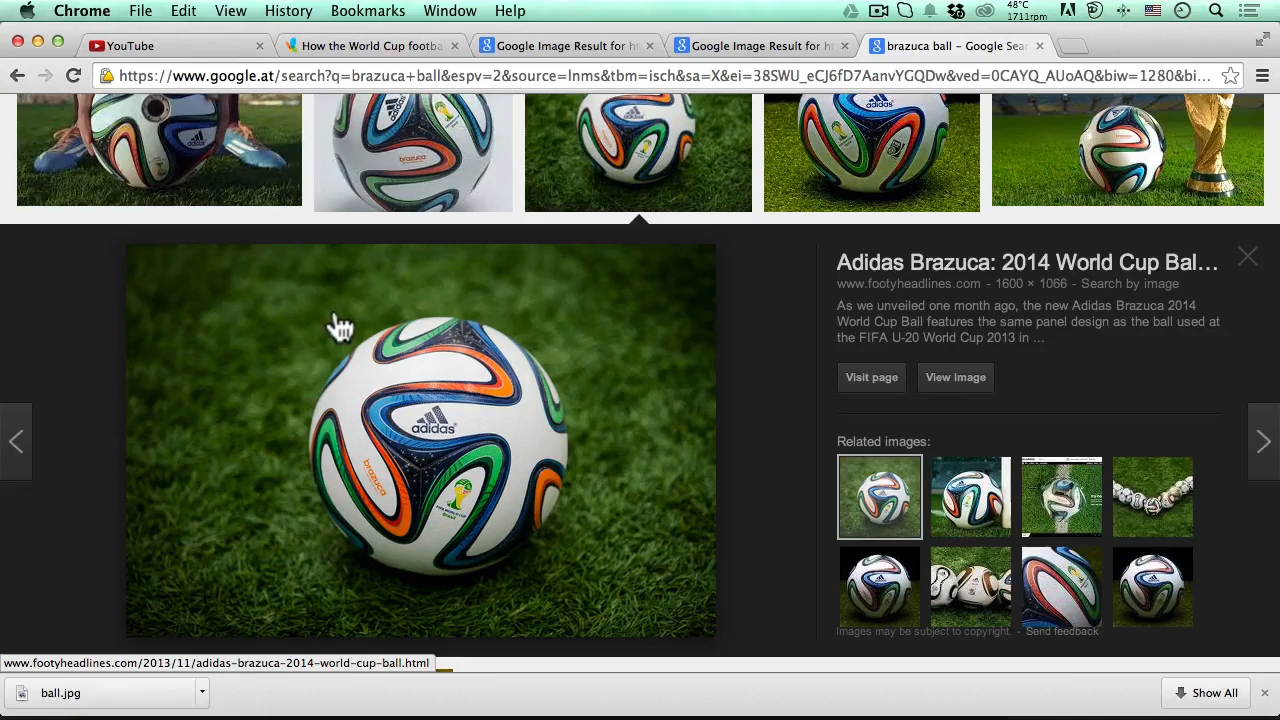 Chrome File Edit View History Bookmarks Window Help
48°C
1711rpm
YouTube
How the World Cup footba
Google Image Result for ht
Google Image Result for ht
brazuca ball – Google Sear
https://www.google.at/search?q=brazuca+ball&espv=2&source=lnms&tbm=isch&sa=X&ei=38SWU_eCJ6fD7AanvYGQDw&ved=0CAYQ_AUoAQ&biw=1280&bi...
adidas
brazuca
FIFA WORLD CUP
Brasil
Adidas Brazuca: 2014 World Cup Bal...
www.footyheadlines.com - 1600 × 1066 - Search by image
As we unveiled one month ago, the new Adidas Brazuca 2014
World Cup Ball features the same panel design as the ball used at
the FIFA U-20 World Cup 2013 in ...
Visit page
View image
Related images:
Images may be subject to copyright. - Send feedback
www.footyheadlines.com/2013/11/adidas-brazuca-2014-world-cup-ball.html
ball.jpg
Show All